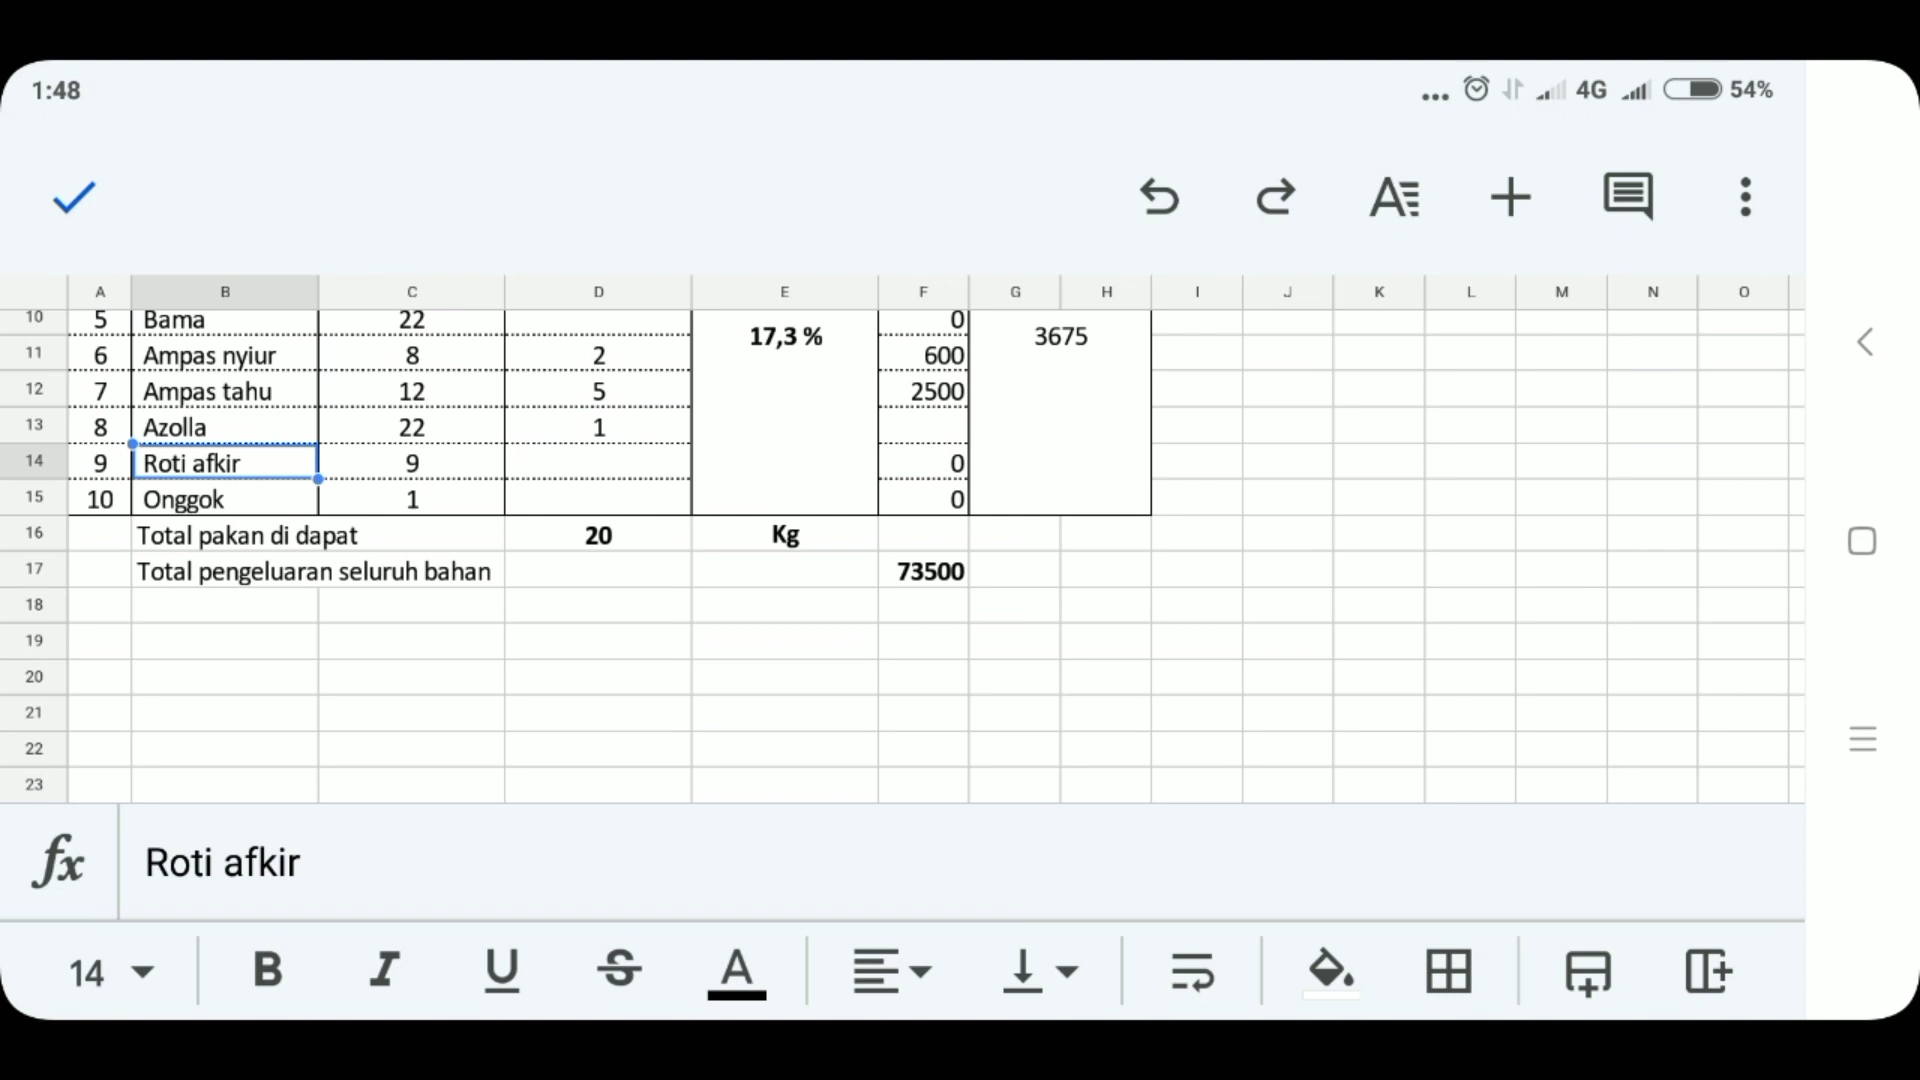 1:48
... 4G 54%
A B C D E F G H I J K L M N O
10 5 Bama 22 17,3 % 0 3675
11 6 Ampas nyiur 8 2 600
12 7 Ampas tahu 12 5 2500
13 8 Azolla 22 1
14 9 Roti afkir 9 0
15 10 Onggok 1 0
16 Total pakan di dapat 20 Kg
17 Total pengeluaran seluruh bahan 73500
18
19
20
21
22
23
fx Roti afkir
14 B I U S A